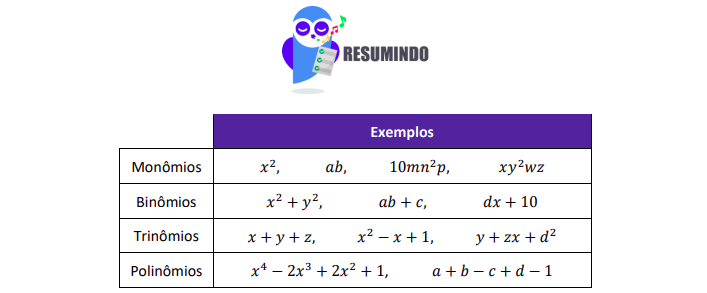 RESUMINDO
Exemplos
Monômios x², ab, 10mn²p, xy²wz
Binômios x² + y², ab + c, dx + 10
Trinômios x + y + z, x² − x + 1, y + zx + d²
Polinômios x⁴ − 2x³ + 2x² + 1, a + b − c + d − 1